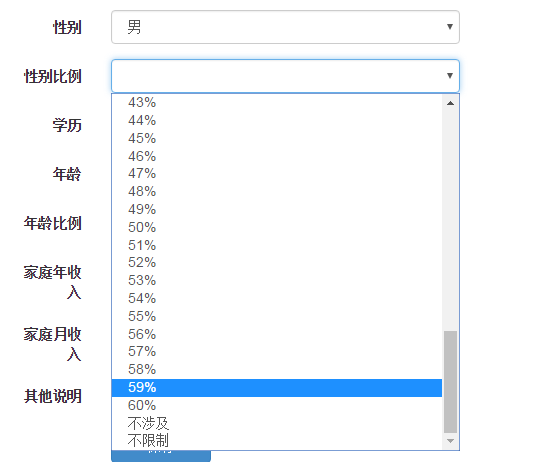 性别
男
性别比例
43%
44%
学历
45%
46%
47%
年龄
48%
49%
50%
年龄比例
51%
52%
53%
家庭年收
入
54%
55%
56%
家庭月收
入
57%
58%
59%
其他说明
60%
不涉及
不限制